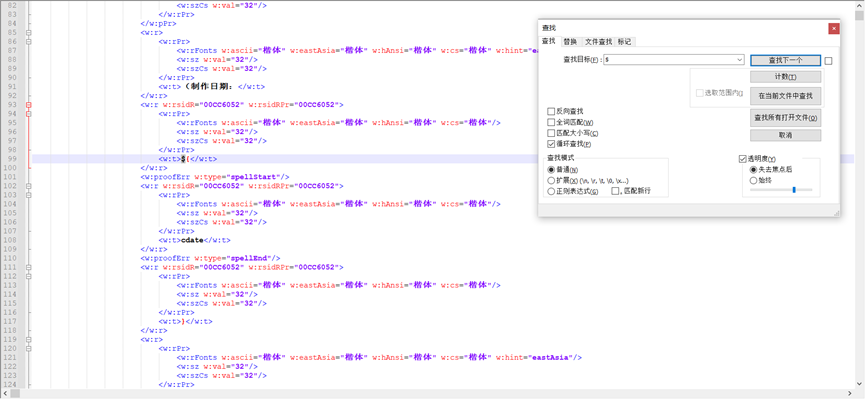 82 <w:szCs w:val="32"/>
83 </w:rPr>
84 </w:pPr>
85 <w:r>
86 <w:rPr>
87 <w:rFonts w:ascii="楷体" w:eastAsia="楷体" w:hAnsi="楷体" w:cs="楷体" w:hint="eas
88 <w:sz w:val="32"/>
89 <w:szCs w:val="32"/>
90 </w:rPr>
91 <w:t>(制作日期：</w:t>
92 </w:r>
93 <w:r w:rsidR="00CC6052" w:rsidRPr="00CC6052">
94 <w:rPr>
95 <w:rFonts w:ascii="楷体" w:eastAsia="楷体" w:hAnsi="楷体" w:cs="楷体"/>
96 <w:sz w:val="32"/>
97 <w:szCs w:val="32"/>
98 </w:rPr>
99 <w:t>${</w:t>
100 </w:r>
101 <w:proofErr w:type="spellStart"/>
102 <w:r w:rsidR="00CC6052" w:rsidRPr="00CC6052">
103 <w:rPr>
104 <w:rFonts w:ascii="楷体" w:eastAsia="楷体" w:hAnsi="楷体" w:cs="楷体"/>
105 <w:sz w:val="32"/>
106 <w:szCs w:val="32"/>
107 </w:rPr>
108 <w:t>cdate</w:t>
109 </w:r>
110 <w:proofErr w:type="spellEnd"/>
111 <w:r w:rsidR="00CC6052" w:rsidRPr="00CC6052">
112 <w:rPr>
113 <w:rFonts w:ascii="楷体" w:eastAsia="楷体" w:hAnsi="楷体" w:cs="楷体"/>
114 <w:sz w:val="32"/>
115 <w:szCs w:val="32"/>
116 </w:rPr>
117 <w:t>}</w:t>
118 </w:r>
119 <w:r>
120 <w:rPr>
121 <w:rFonts w:ascii="楷体" w:eastAsia="楷体" w:hAnsi="楷体" w:cs="楷体" w:hint="eastAsia"/>
122 <w:sz w:val="32"/>
123 <w:szCs w:val="32"/>
124 </w:rPr>
查找
查找 替换 文件查找 标记
查找目标(F)： $
查找下一个
计数(T)
选取范围内(I)
在当前文件中查找
查找所有打开文件(O)
取消
反向查找
全词匹配(W)
匹配大小写(C)
循环查找(P)
查找模式
普通(N)
扩展(X) (\n, \r, \t, \0, \x...)
正则表达式(G) . 匹配新行
透明度(Y)
失去焦点后
始终